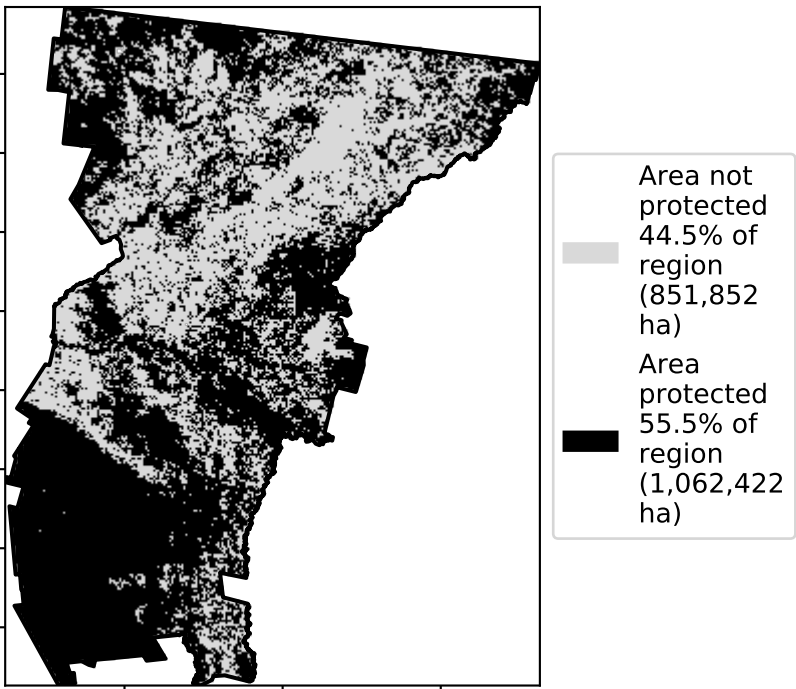 Area not
protected
44.5% of
region
(851,852
ha)
Area
protected
55.5% of
region
(1,062,422
ha)